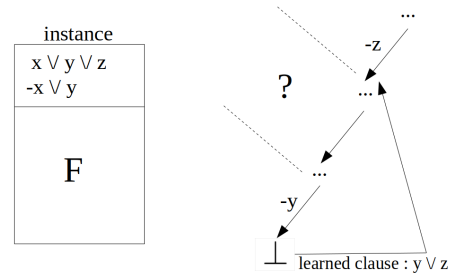 instance
x \/ y \/ z
-x \/ y
F
...
-z
...
?
...
-y
⊥
learned clause : y \/ z